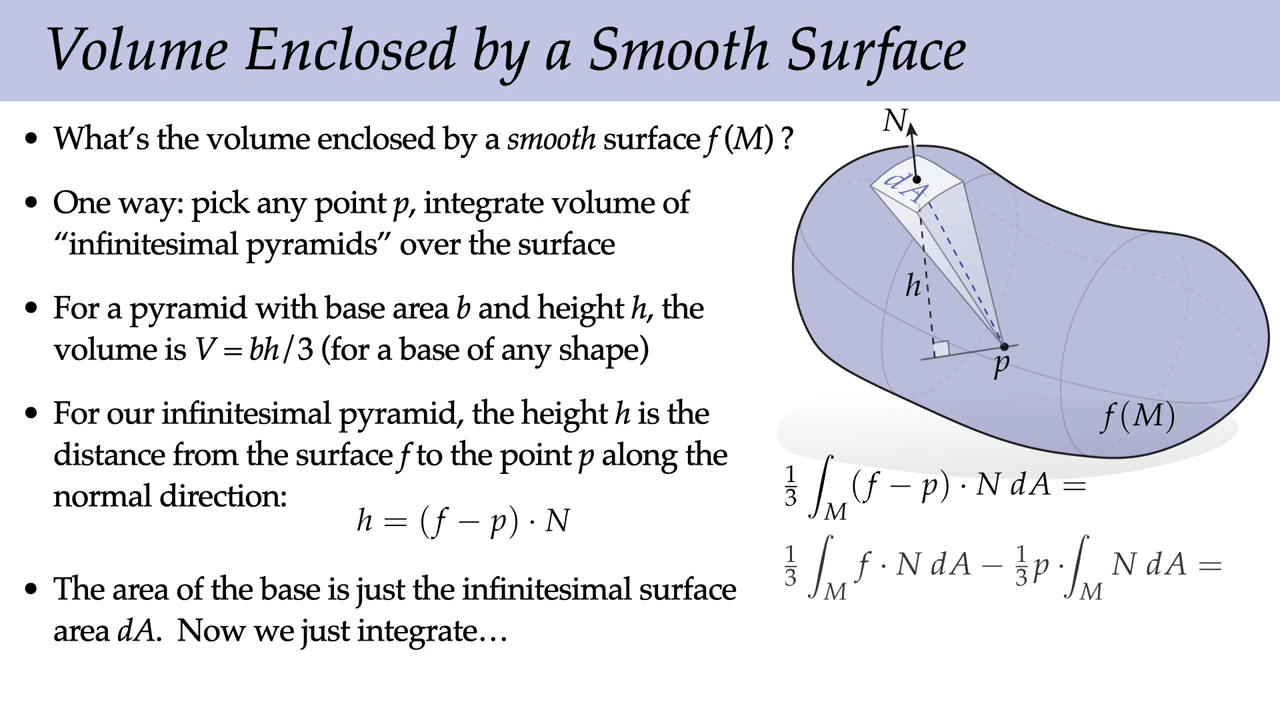 Volume Enclosed by a Smooth Surface
• What's the volume enclosed by a smooth surface f (M) ?
• One way: pick any point p, integrate volume of
“infinitesimal pyramids” over the surface
• For a pyramid with base area b and height h, the
volume is V = bh/3 (for a base of any shape)
• For our infinitesimal pyramid, the height h is the
distance from the surface f to the point p along the
normal direction:
h = (f − p) · N
• The area of the base is just the infinitesimal surface
area dA. Now we just integrate…
N
dA
h
p
f(M)
1/3 ∫_M (f − p) · N dA =
1/3 ∫_M f · N dA − 1/3 p · ∫_M N dA =